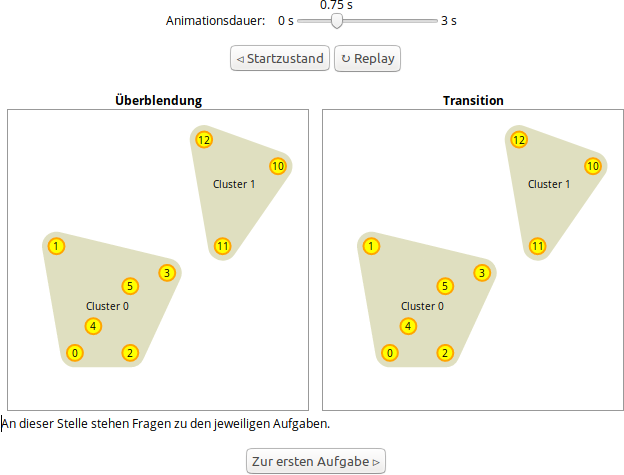 0.75 s
Animationsdauer: 0 s 3 s
◃ Startzustand ↻ Replay
Überblendung Transition
12
10
Cluster 1
11
1
3
5
Cluster 0
4
0 2
12
10
Cluster 1
11
1
3
5
Cluster 0
4
0 2
An dieser Stelle stehen Fragen zu den jeweiligen Aufgaben.
Zur ersten Aufgabe ▹